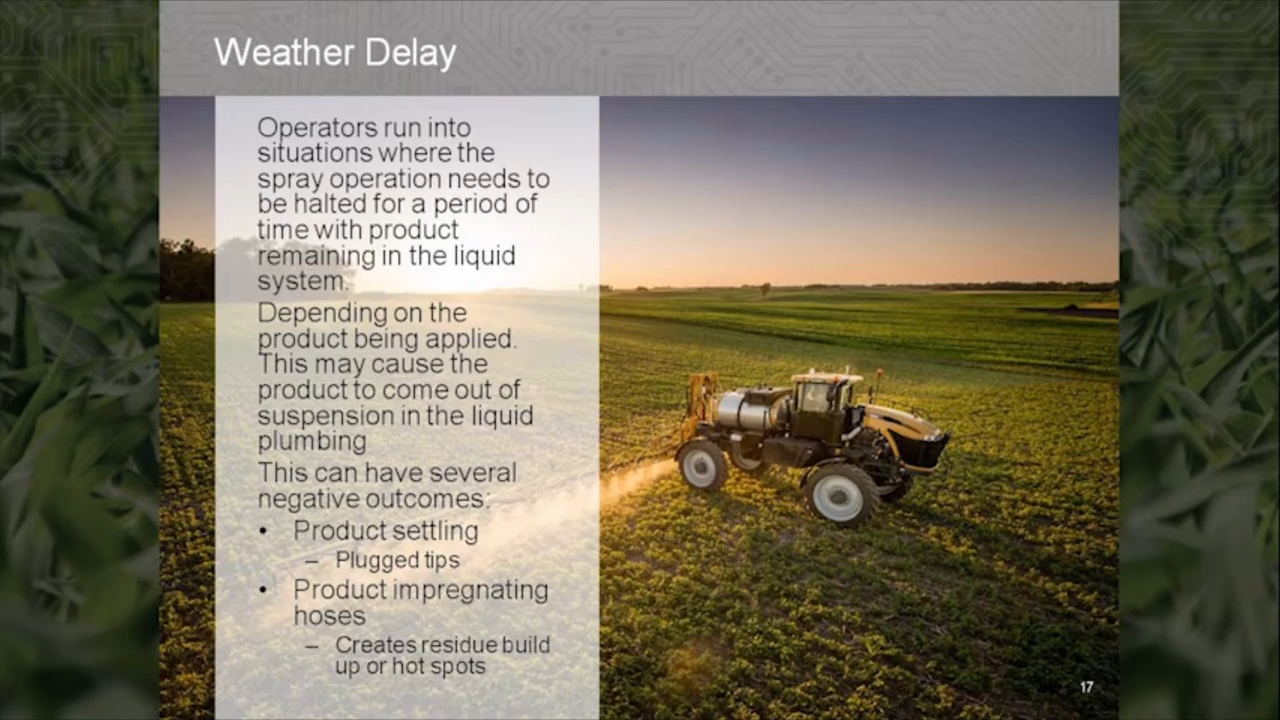 Weather Delay
Operators run into
situations where the
spray operation needs to
be halted for a period of
time with product
remaining in the liquid
system.
Depending on the
product being applied.
This may cause the
product to come out of
suspension in the liquid
plumbing
This can have several
negative outcomes:
• Product settling
– Plugged tips
• Product impregnating
hoses
– Creates residue build
up or hot spots
17